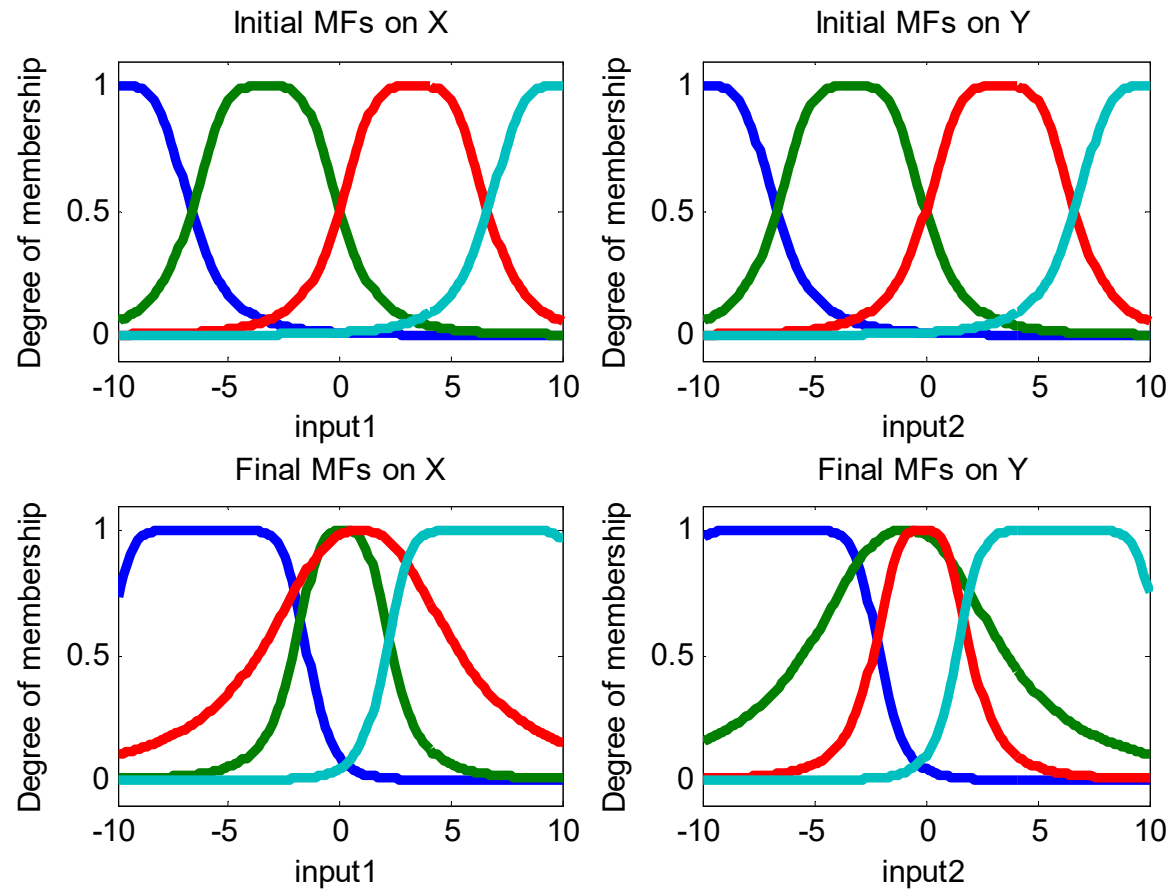 Initial MFs on X
Degree of membership
1
0.5
0
-10 -5 0 5 10
input1
Initial MFs on Y
Degree of membership
1
0.5
0
-10 -5 0 5 10
input2
Final MFs on X
Degree of membership
1
0.5
0
-10 -5 0 5 10
input1
Final MFs on Y
Degree of membership
1
0.5
0
-10 -5 0 5 10
input2